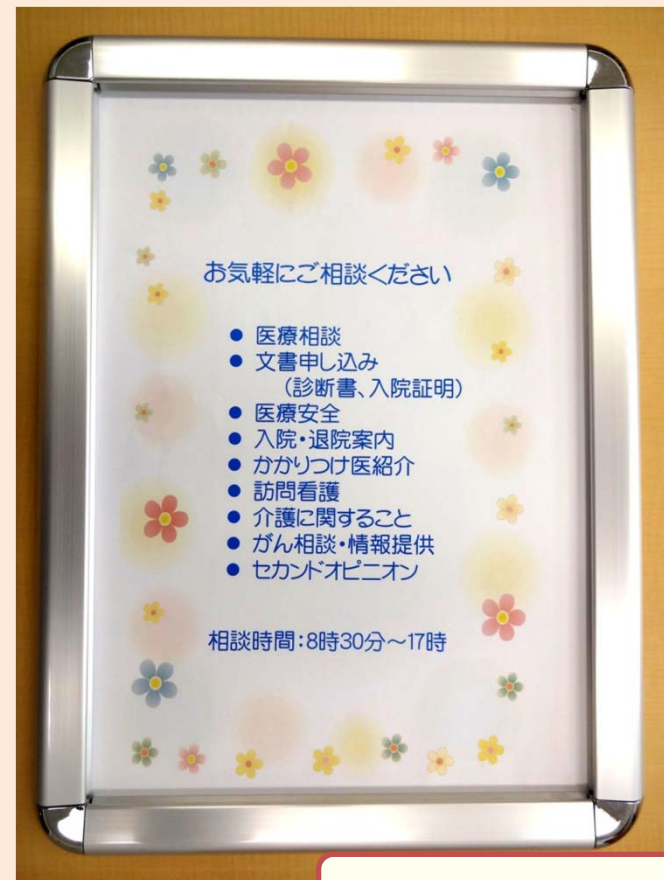 お気軽にご相談ください
● 医療相談
● 文書申し込み
（診断書、入院証明）
● 医療安全
● 入院・退院案内
● かかりつけ医紹介
● 訪問看護
● 介護に関すること
● がん相談・情報提供
● セカンドオピニオン
相談時間：8時30分～17時